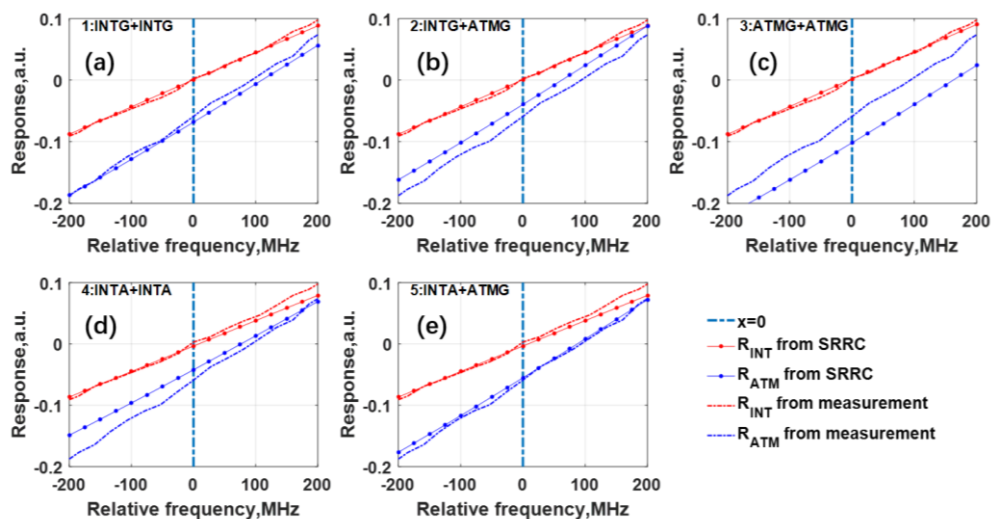 1:INTG+INTG
(a)
Response,a.u.
0.1
0
-0.1
-0.2
-200 -100 0 100 200
Relative frequency,MHz
2:INTG+ATMG
(b)
Response,a.u.
0.1
0
-0.1
-0.2
-200 -100 0 100 200
Relative frequency,MHz
3:ATMG+ATMG
(c)
Response,a.u.
0.1
0
-0.1
-0.2
-200 -100 0 100 200
Relative frequency,MHz
4:INTA+INTA
(d)
Response,a.u.
0.1
0
-0.1
-0.2
-200 -100 0 100 200
Relative frequency,MHz
5:INTA+ATMG
(e)
Response,a.u.
0.1
0
-0.1
-0.2
-200 -100 0 100 200
Relative frequency,MHz
x=0
R_INT from SRRC
R_ATM from SRRC
R_INT from measurement
R_ATM from measurement